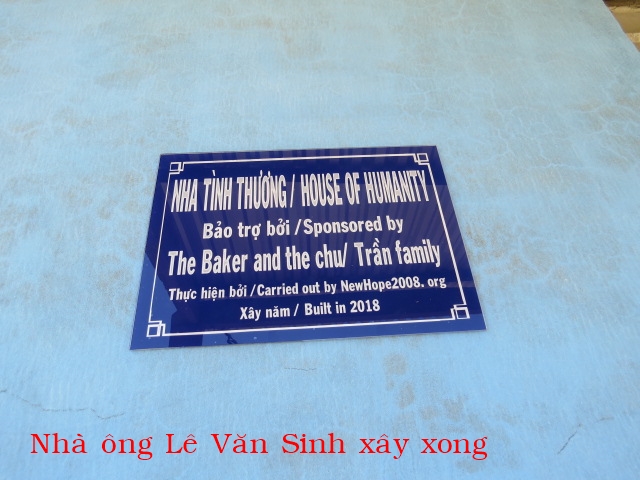 NHA TÌNH THƯƠNG / HOUSE OF HUMANITY
Bảo trợ bởi /Sponsored by
The Baker and the chu/ Trần family
Thực hiện bởi /Carried out by NewHope2008. org
Xây năm / Built in 2018
Nhà ông Lê Văn Sinh xây xong